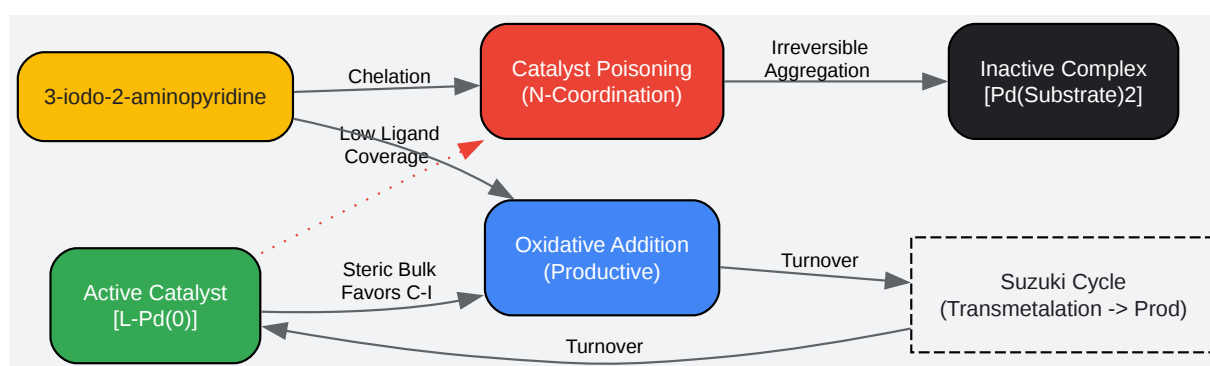 3-iodo-2-aminopyridine
Chelation
Catalyst Poisoning
(N-Coordination)
Irreversible
Aggregation
Inactive Complex
[Pd(Substrate)2]
Low Ligand
Coverage
Active Catalyst
[L-Pd(0)]
Steric Bulk
Favors C-I
Oxidative Addition
(Productive)
Turnover
Suzuki Cycle
(Transmetalation -> Prod)
Turnover